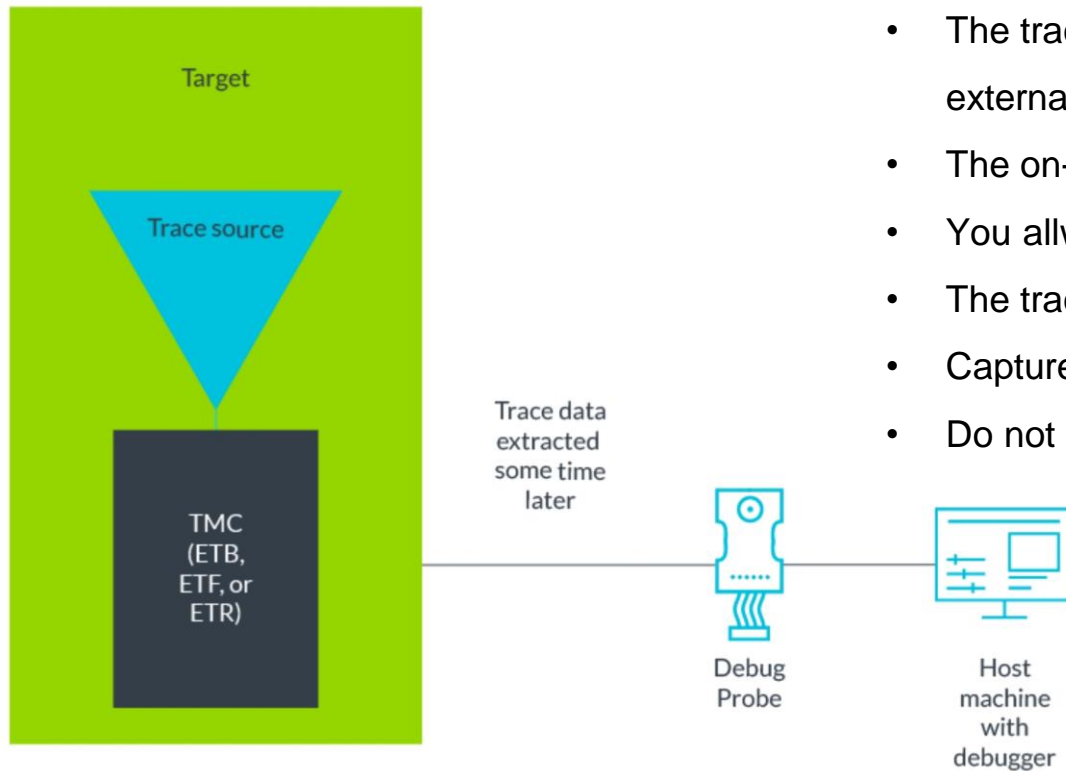 Target
Trace source
TMC
(ETB,
ETF, or
ETR)
Trace data
extracted
some time
later
Debug
Probe
Host
machine
with
debugger
• The trac
externa
• The on-
• You allw
• The trac
• Capture
• Do not